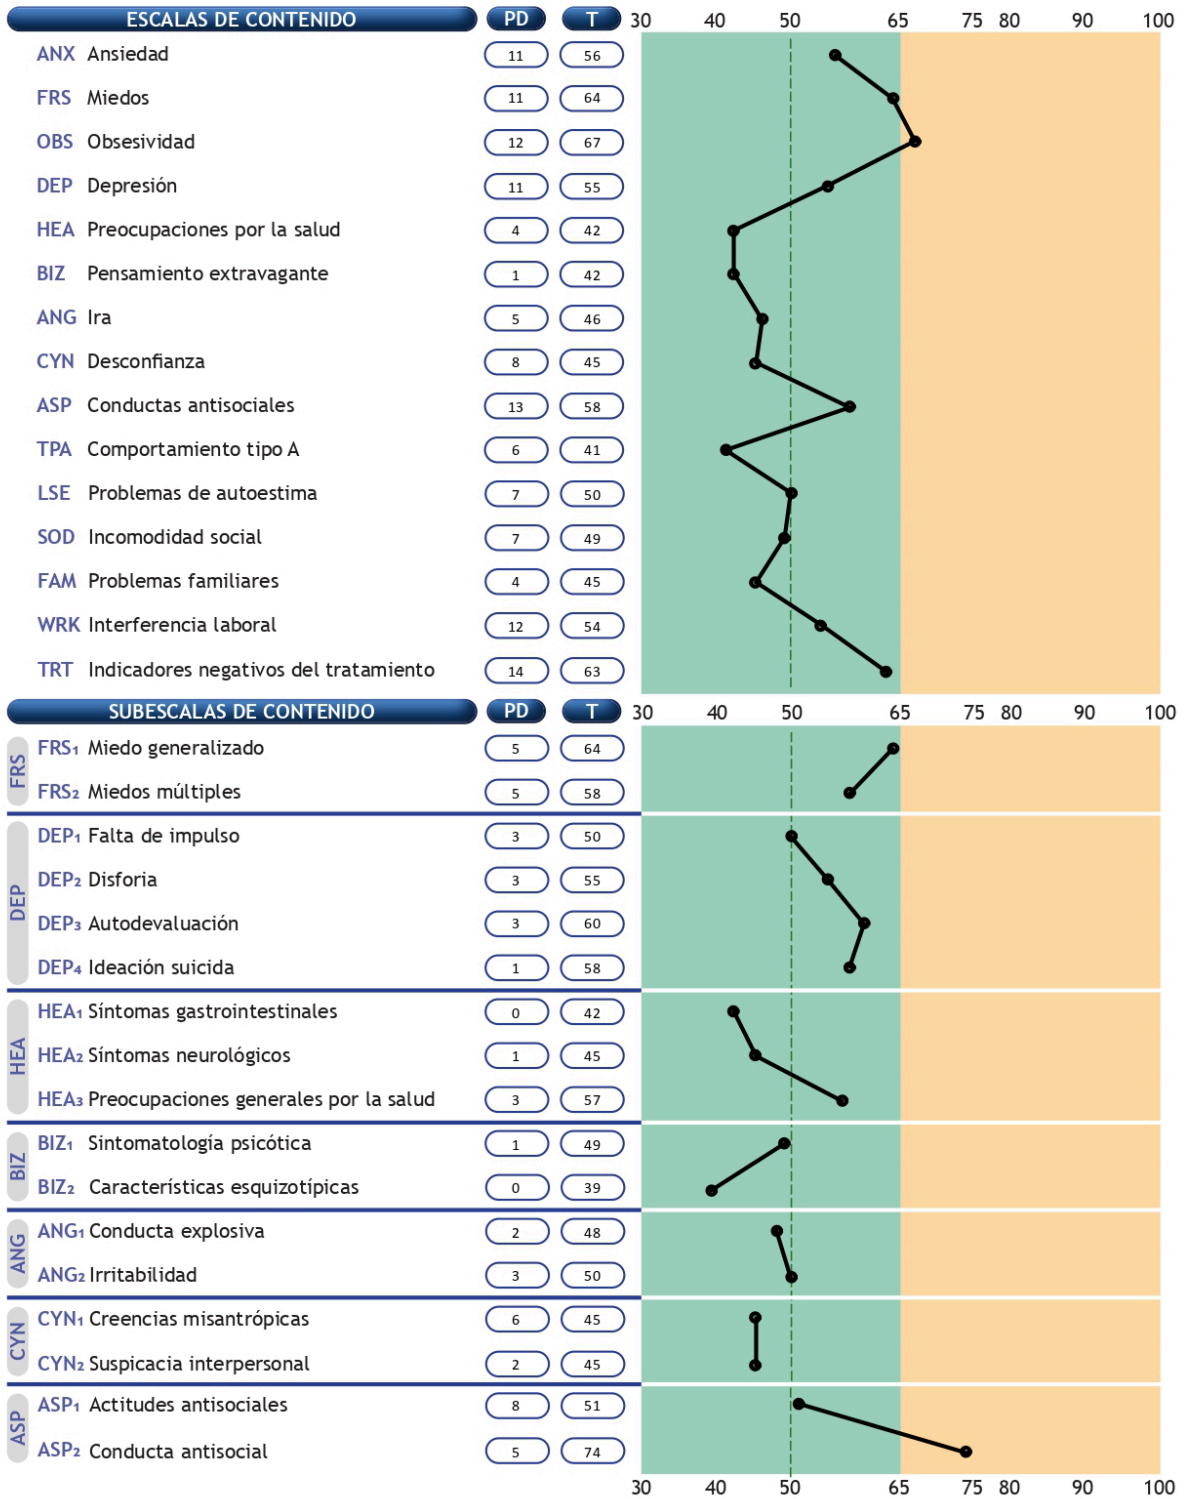 ESCALAS DE CONTENIDO PD T 30 40 50 65 75 80 90 100
ANX Ansiedad 11 56
FRS Miedos 11 64
OBS Obsesividad 12 67
DEP Depresión 11 55
HEA Preocupaciones por la salud 4 42
BIZ Pensamiento extravagante 1 42
ANG Ira 5 46
CYN Desconfianza 8 45
ASP Conductas antisociales 13 58
TPA Comportamiento tipo A 6 41
LSE Problemas de autoestima 7 50
SOD Incomodidad social 7 49
FAM Problemas familiares 4 45
WRK Interferencia laboral 12 54
TRT Indicadores negativos del tratamiento 14 63
SUBESCALAS DE CONTENIDO PD T 30 40 50 65 75 80 90 100
FRS
FRS₁ Miedo generalizado 5 64
FRS₂ Miedos múltiples 5 58
DEP
DEP₁ Falta de impulso 3 50
DEP₂ Disforia 3 55
DEP₃ Autodevaluación 3 60
DEP₄ Ideación suicida 1 58
HEA
HEA₁ Síntomas gastrointestinales 0 42
HEA₂ Síntomas neurológicos 1 45
HEA₃ Preocupaciones generales por la salud 3 57
BIZ
BIZ₁ Sintomatología psicótica 1 49
BIZ₂ Características esquizotípicas 0 39
ANG
ANG₁ Conducta explosiva 2 48
ANG₂ Irritabilidad 3 50
CYN
CYN₁ Creencias misantrópicas 6 45
CYN₂ Suspicacia interpersonal 2 45
ASP
ASP₁ Actitudes antisociales 8 51
ASP₂ Conducta antisocial 5 74
30 40 50 65 75 80 90 100